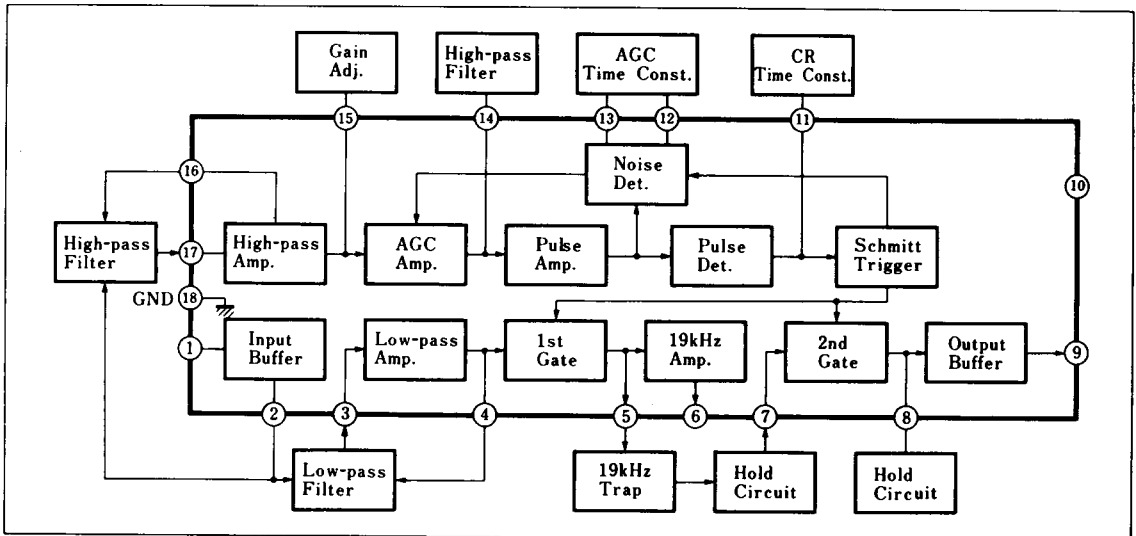 Gain
Adj.
High-pass
Filter
AGC
Time Const.
CR
Time Const.
15
14
13
12
11
16
10
Noise
Det.
High-pass
Filter
17
High-pass
Amp.
AGC
Amp.
Pulse
Amp.
Pulse
Det.
Schmitt
Trigger
GND
18
1
Input
Buffer
Low-pass
Amp.
1st
Gate
19kHz
Amp.
2nd
Gate
Output
Buffer
9
2
3
4
5
6
7
8
Low-pass
Filter
19kHz
Trap
Hold
Circuit
Hold
Circuit